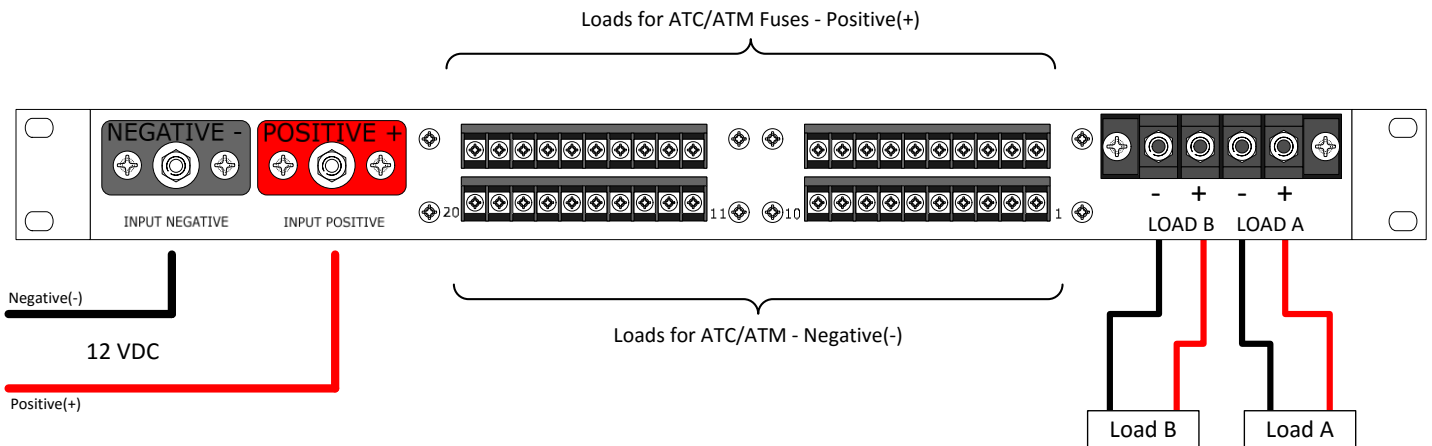 Loads for ATC/ATM Fuses - Positive(+)
NEGATIVE -
POSITIVE +
INPUT NEGATIVE
INPUT POSITIVE
20
11
10
1
- + - +
LOAD B LOAD A
Negative(-)
12 VDC
Positive(+)
Loads for ATC/ATM - Negative(-)
Load B
Load A